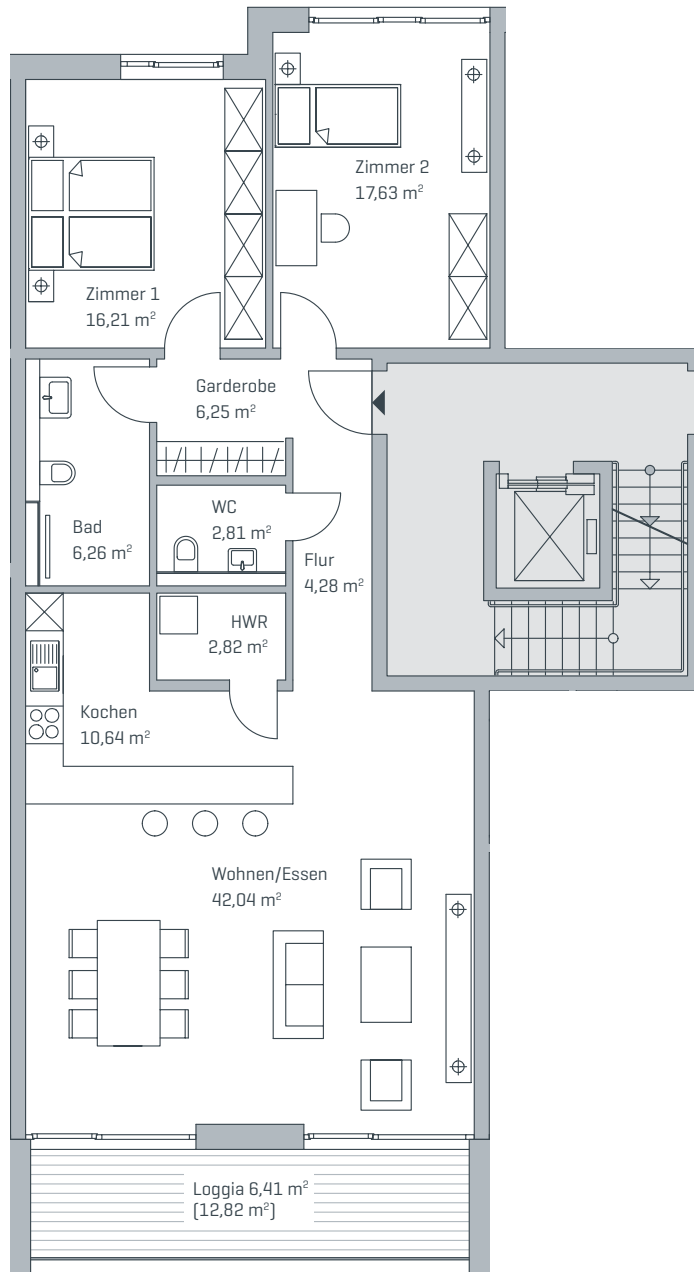 Zimmer 2
17,63 m²
Zimmer 1
16,21 m²
Garderobe
6,25 m²
WC
2,81 m²
Bad
6,26 m²
Flur
4,28 m²
HWR
2,82 m²
Kochen
10,64 m²
Wohnen/Essen
42,04 m²
Loggia 6,41 m²
(12,82 m²)